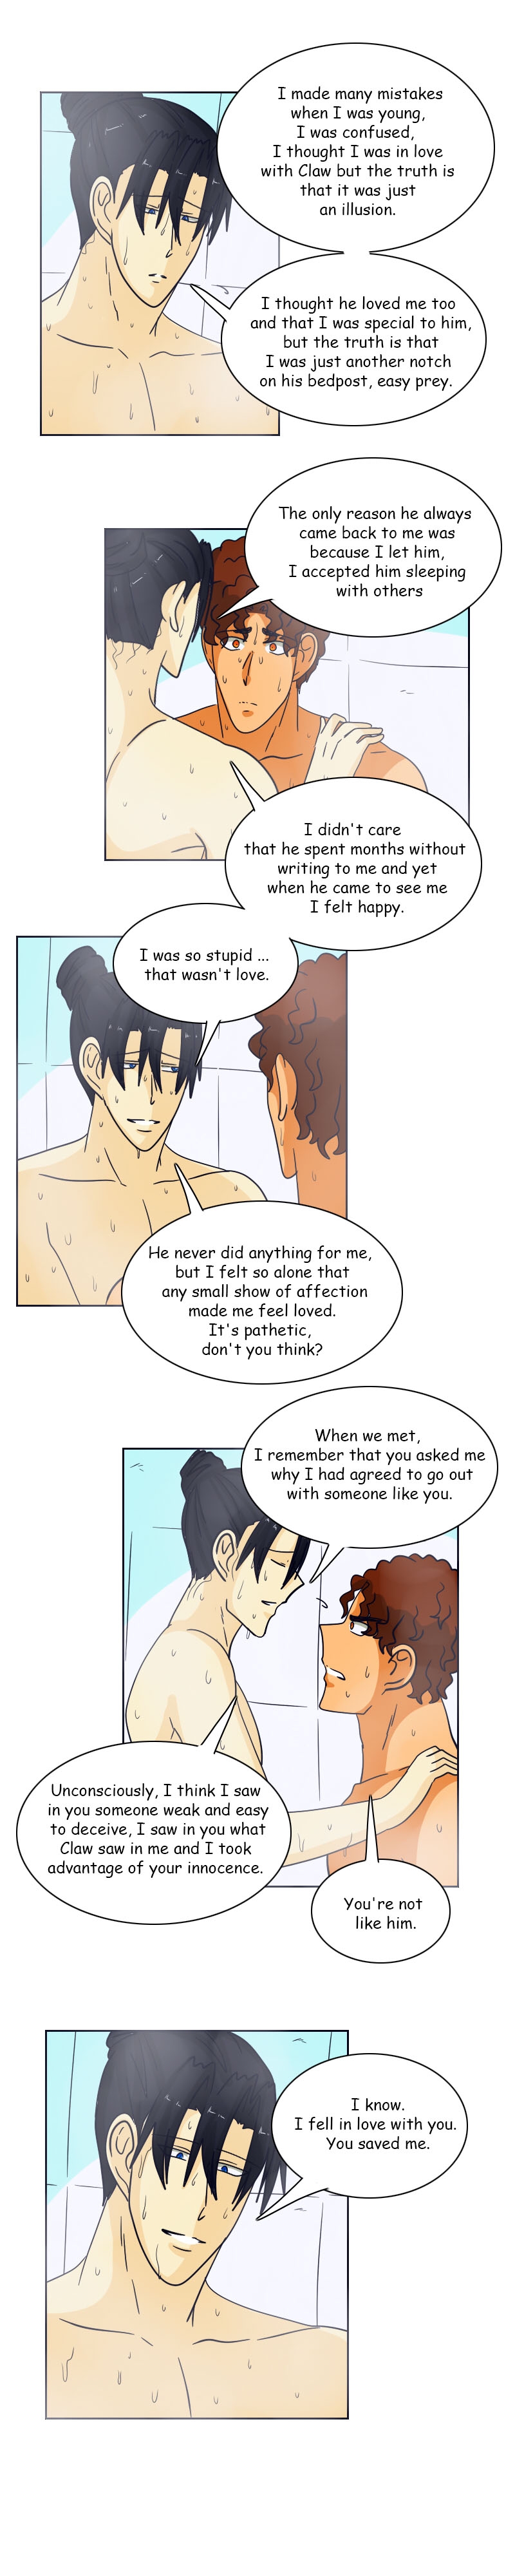 I made many mistakes
when I was young,
I was confused,
I thought I was in love
with Claw but the truth is
that it was just
an illusion.
I thought he loved me too
and that I was special to him,
but the truth is that
I was just another notch
on his bedpost, easy prey.
The only reason he always
came back to me was
because I let him,
I accepted him sleeping
with others
I didn't care
that he spent months without
writing to me and yet
when he came to see me
I felt happy.
I was so stupid ...
that wasn't love.
He never did anything for me,
but I felt so alone that
any small show of affection
made me feel loved.
It's pathetic,
don't you think?
When we met,
I remember that you asked me
why I had agreed to go out
with someone like you.
Unconsciously, I think I saw
in you someone weak and easy
to deceive, I saw in you what
Claw saw in me and I took
advantage of your innocence.
You're not
like him.
I know.
I fell in love with you.
You saved me.